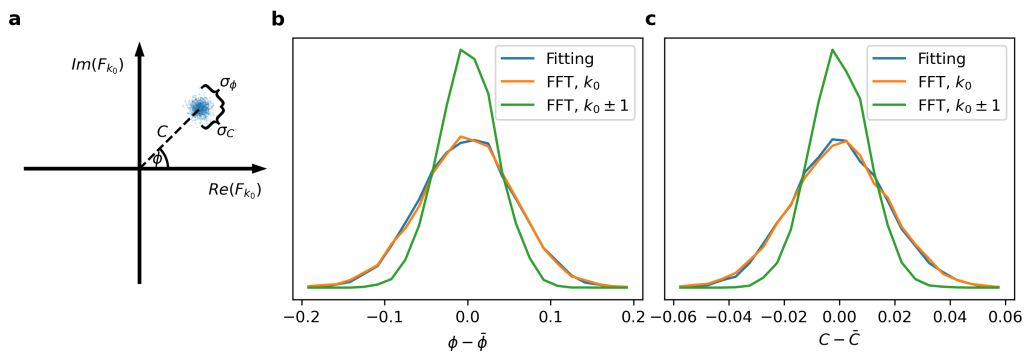 a
Im(F_{k_0})
σ_ϕ
σ_C
C
ϕ
Re(F_{k_0})
b
Fitting
FFT, k_0
FFT, k_0 ± 1
−0.2 −0.1 0.0 0.1 0.2
ϕ − ϕ̄
c
Fitting
FFT, k_0
FFT, k_0 ± 1
−0.06 −0.04 −0.02 0.00 0.02 0.04 0.06
C − C̄